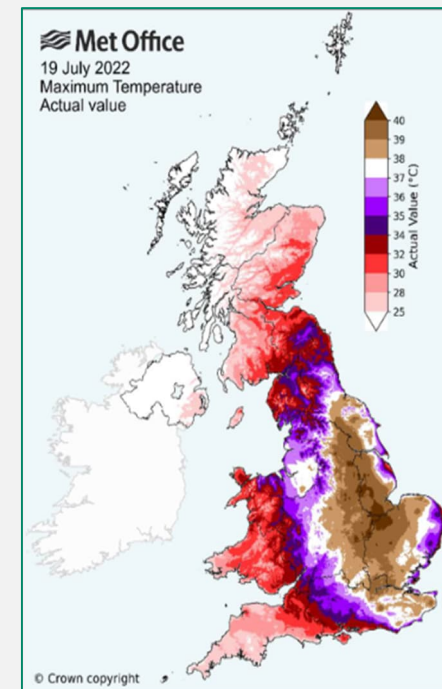 Met Office
19 July 2022
Maximum Temperature
Actual value
40
39
38
37
36
35
34
32
30
28
25
Actual Value (°C)
© Crown copyright